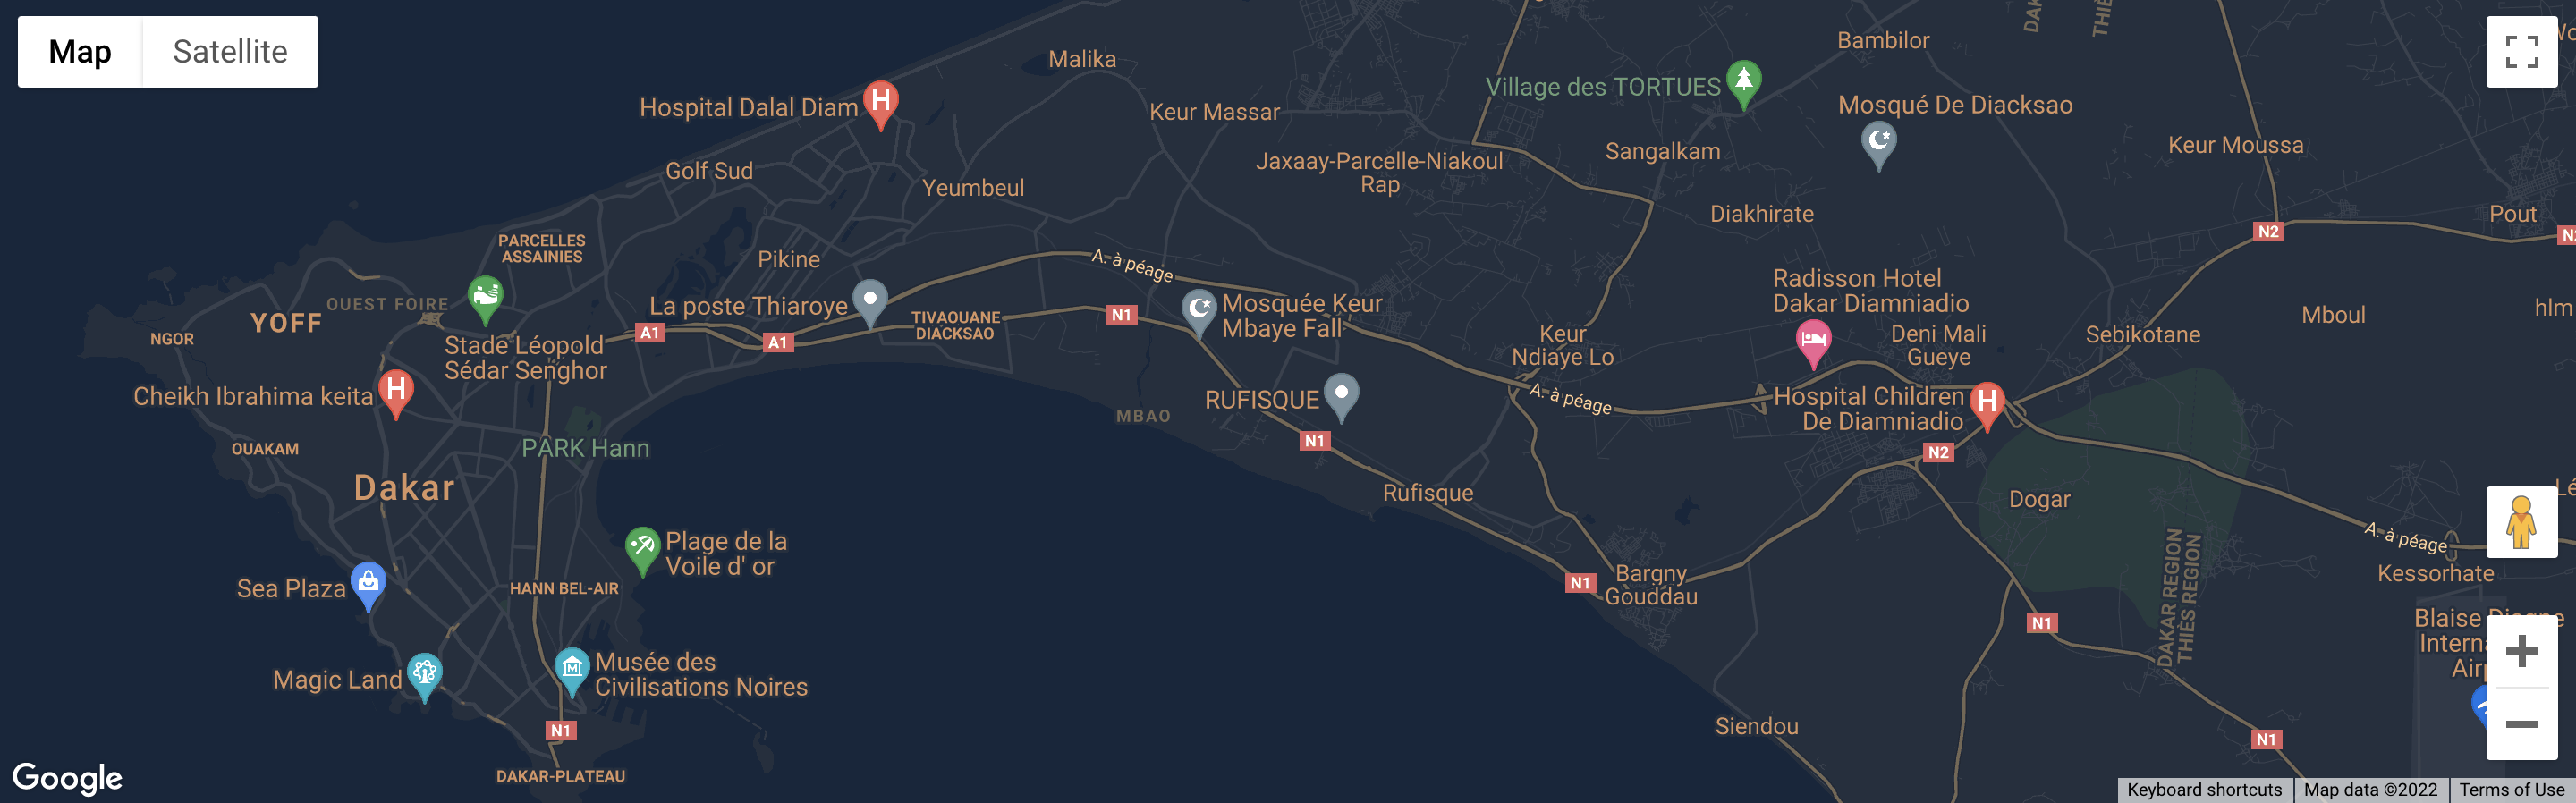 Map
Satellite
Malika
Bambilor
DAK
THIÈ
Hospital Dalal Diam
Keur Massar
Village des TORTUES
Mosqué De Diacksao
Golf Sud
Yeumbeul
Jaxaay-Parcelle-Niakoul
Rap
Sangalkam
Keur Moussa
Diakhirate
Pout
N2
PARCELLES
ASSAINIES
Pikine
A. à péage
OUEST FOIRE
YOFF
NGOR
La poste Thiaroye
TIVAOUANE
DIACKSAO
A1
A1
N1
Mosquée Keur
Mbaye Fall
Radisson Hotel
Dakar Diamniadio
Mboul
hlm
Stade Léopold
Sédar Senghor
Keur
Ndiaye Lo
Deni Mali
Gueye
Sebikotane
Cheikh Ibrahima keita
H
MBAO
RUFISQUE
A. à péage
Hospital Children
De Diamniadio
H
OUAKAM
PARK Hann
N1
N2
Dakar
Rufisque
Dogar
Plage de la
Voile d' or
A. à péage
Sea Plaza
HANN BEL-AIR
N1
Bargny
Gouddau
Kessorhate
DAKAR REGION
THIÈS REGION
N1
Blaise Diagne
Interna
Airp
Magic Land
Musée des
Civilisations Noires
N1
Siendou
N1
DAKAR-PLATEAU
Google
Keyboard shortcuts
Map data ©2022
Terms of Use